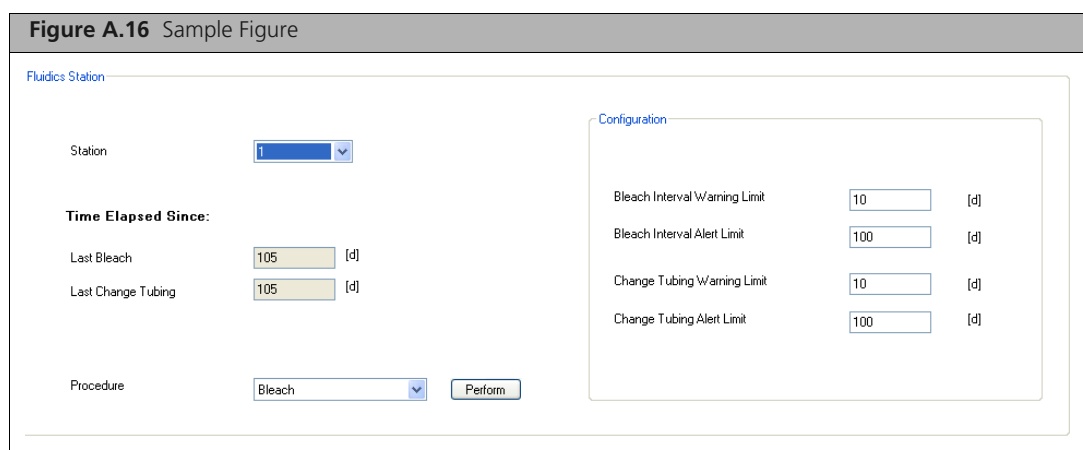 Figure A.16 Sample Figure
Fluidics Station
Station
1
Time Elapsed Since:
Last Bleach
105
[d]
Last Change Tubing
105
[d]
Procedure
Bleach
Perform
Configuration
Bleach Interval Warning Limit
10
[d]
Bleach Interval Alert Limit
100
[d]
Change Tubing Warning Limit
10
[d]
Change Tubing Alert Limit
100
[d]